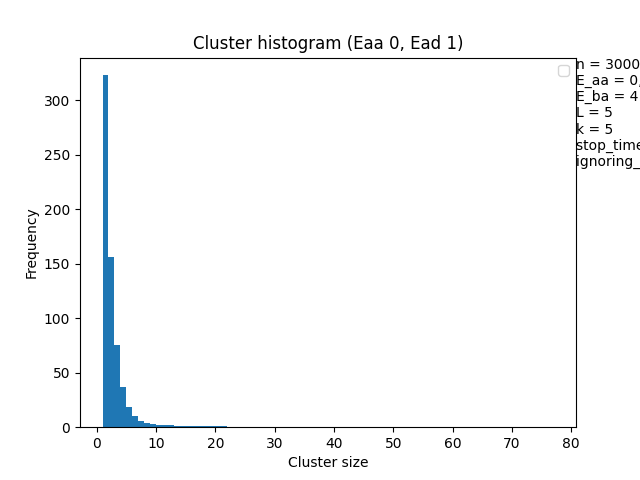 Cluster histogram (Eaa 0, Ead 1)
n = 3000
E_aa = 0,
E_ba = 4
L = 5
k = 5
stop_time
ignoring_
300
250
200
150
100
50
0
Frequency
0 10 20 30 40 50 60 70 80
Cluster size